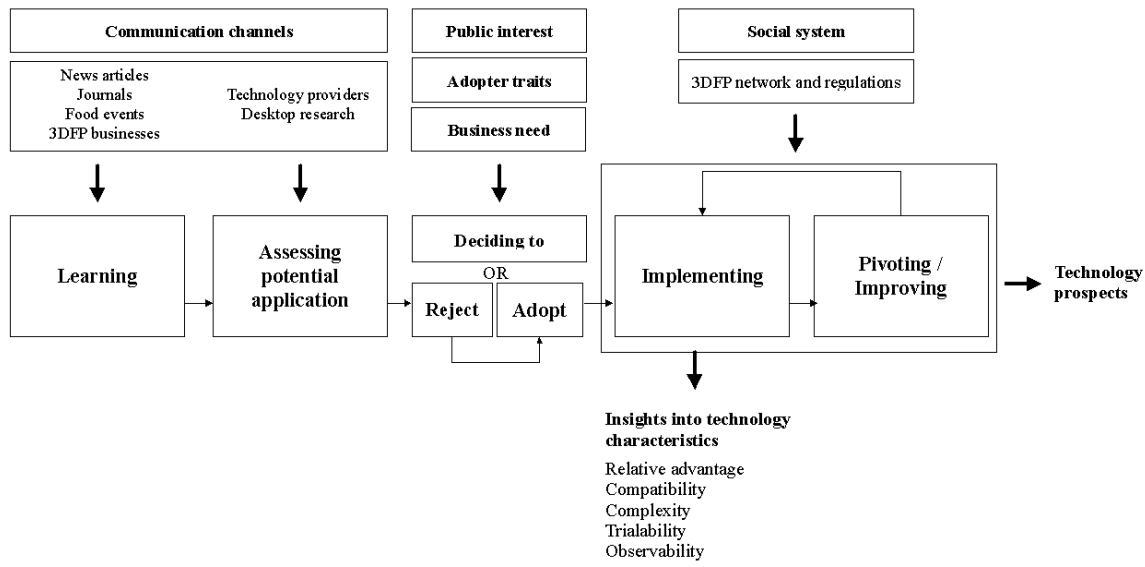 Communication channels
News articles
Journals
Food events
3DFP businesses
Technology providers
Desktop research
Public interest
Adopter traits
Business need
Social system
3DFP network and regulations
Learning
Assessing
potential
application
Deciding to
OR
Reject
Adopt
Implementing
Pivoting /
Improving
Technology
prospects
Insights into technology
characteristics
Relative advantage
Compatibility
Complexity
Trialability
Observability